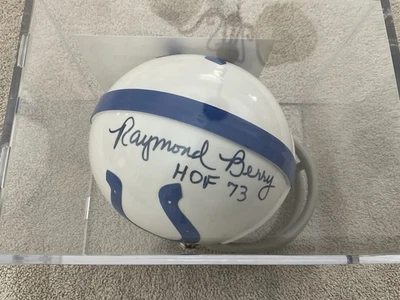 Raymond Berry
HOF 73